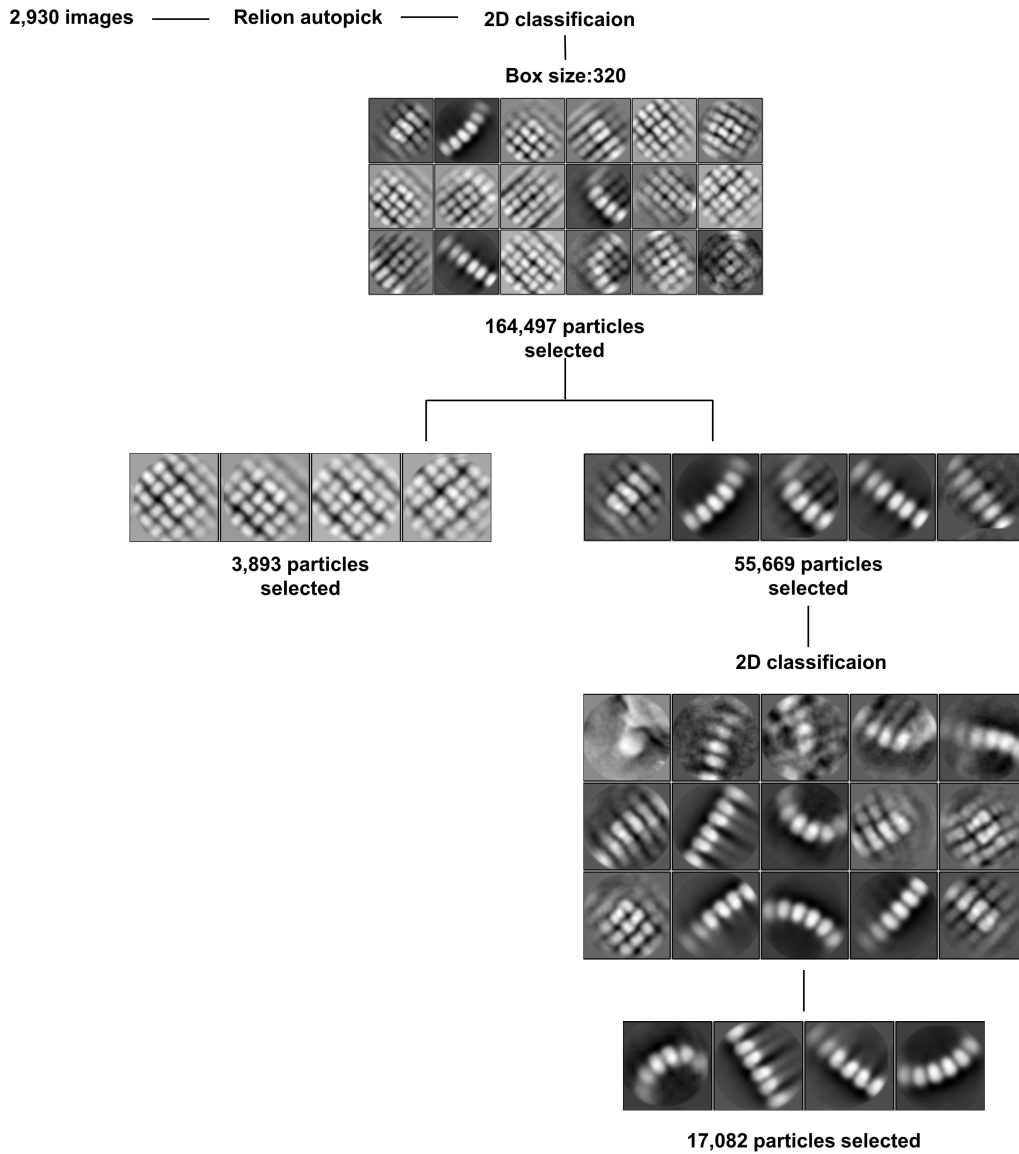 2,930 images
Relion autopick
2D classificaion
Box size:320
164,497 particles
selected
3,893 particles
selected
55,669 particles
selected
2D classificaion
17,082 particles selected